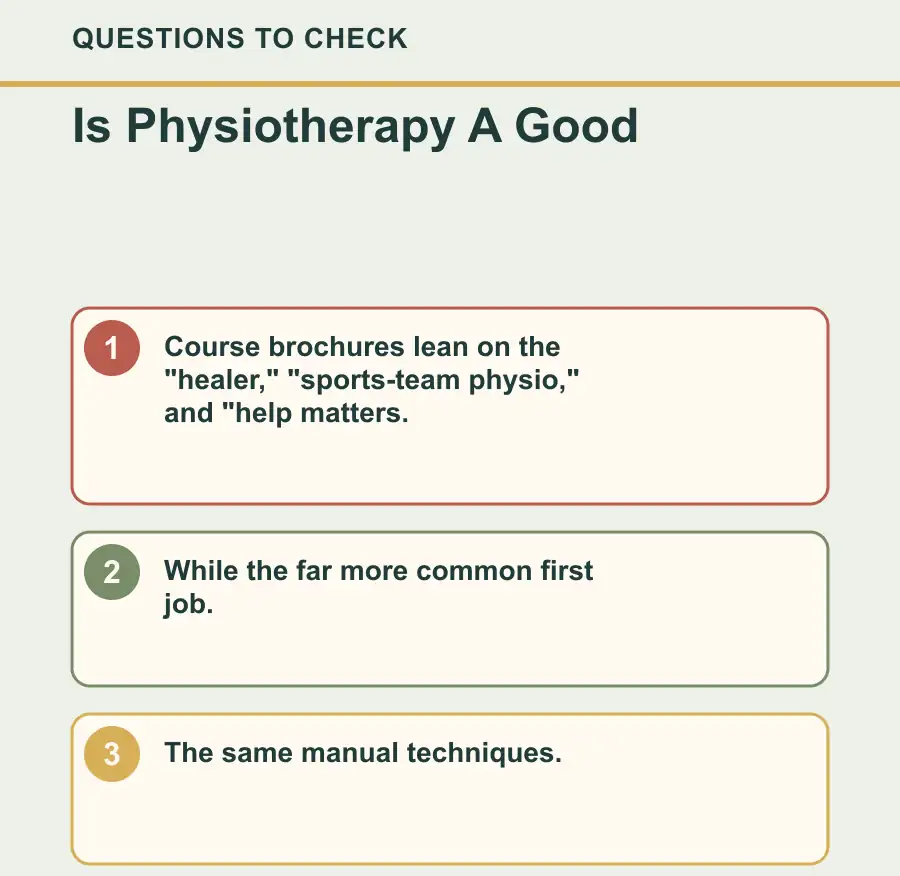 QUESTIONS TO CHECK
Is Physiotherapy A Good
1
Course brochures lean on the
"healer," "sports-team physio,"
and "help matters.
2
While the far more common first
job.
3
The same manual techniques.